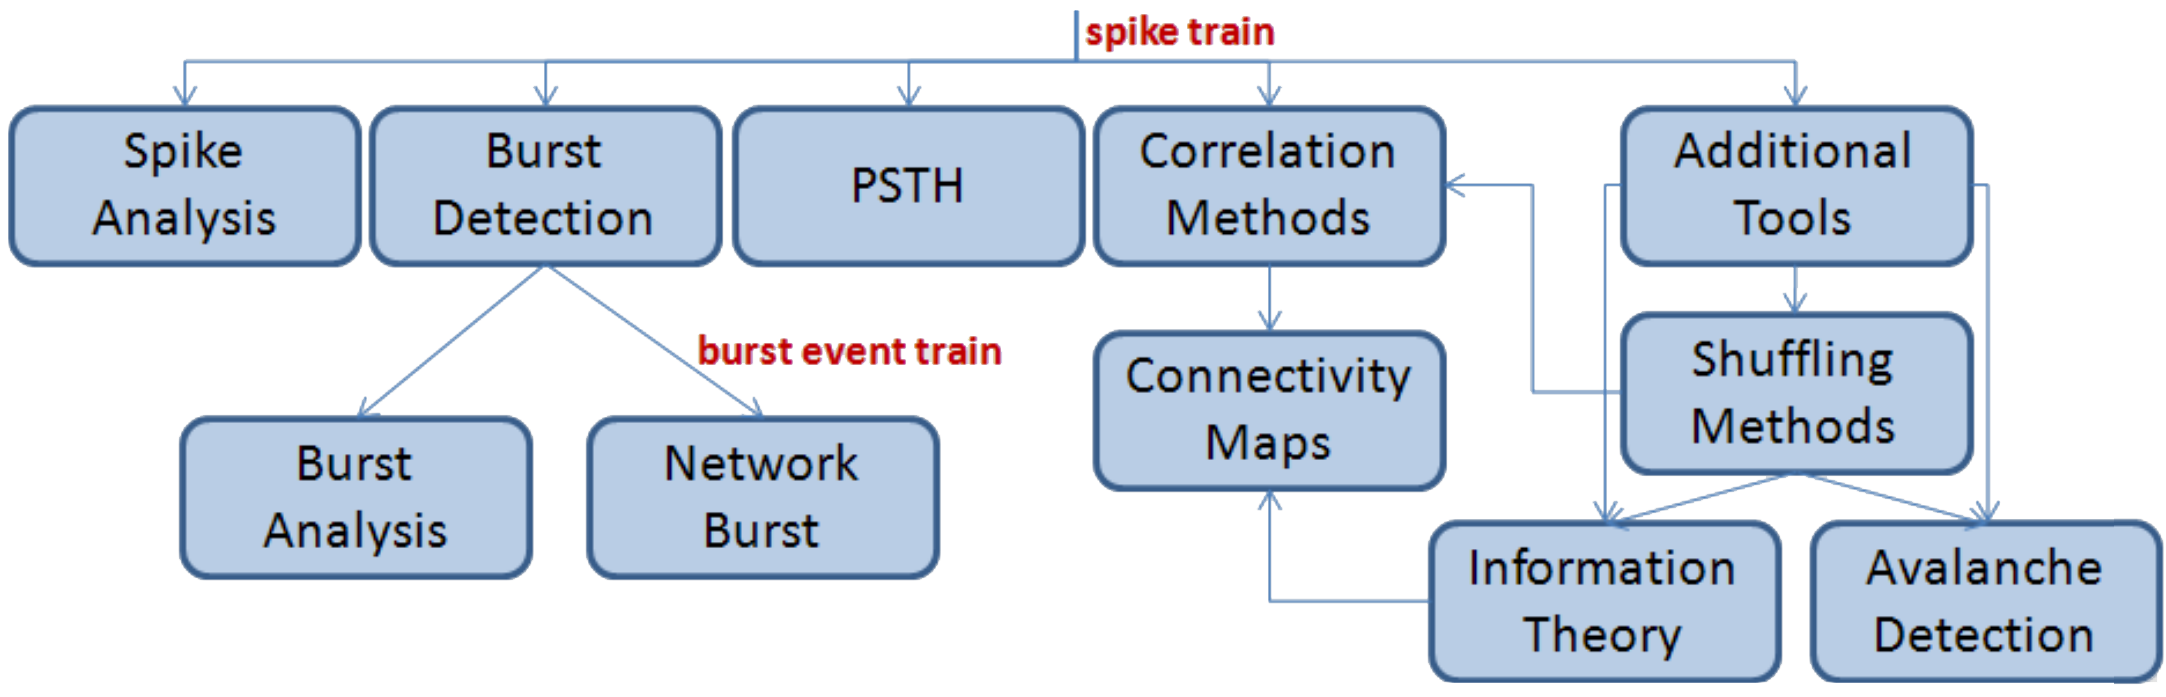 spike train
Spike
Analysis
Burst
Detection
PSTH
Correlation
Methods
Additional
Tools
burst event train
Connectivity
Maps
Shuffling
Methods
Burst
Analysis
Network
Burst
Information
Theory
Avalanche
Detection